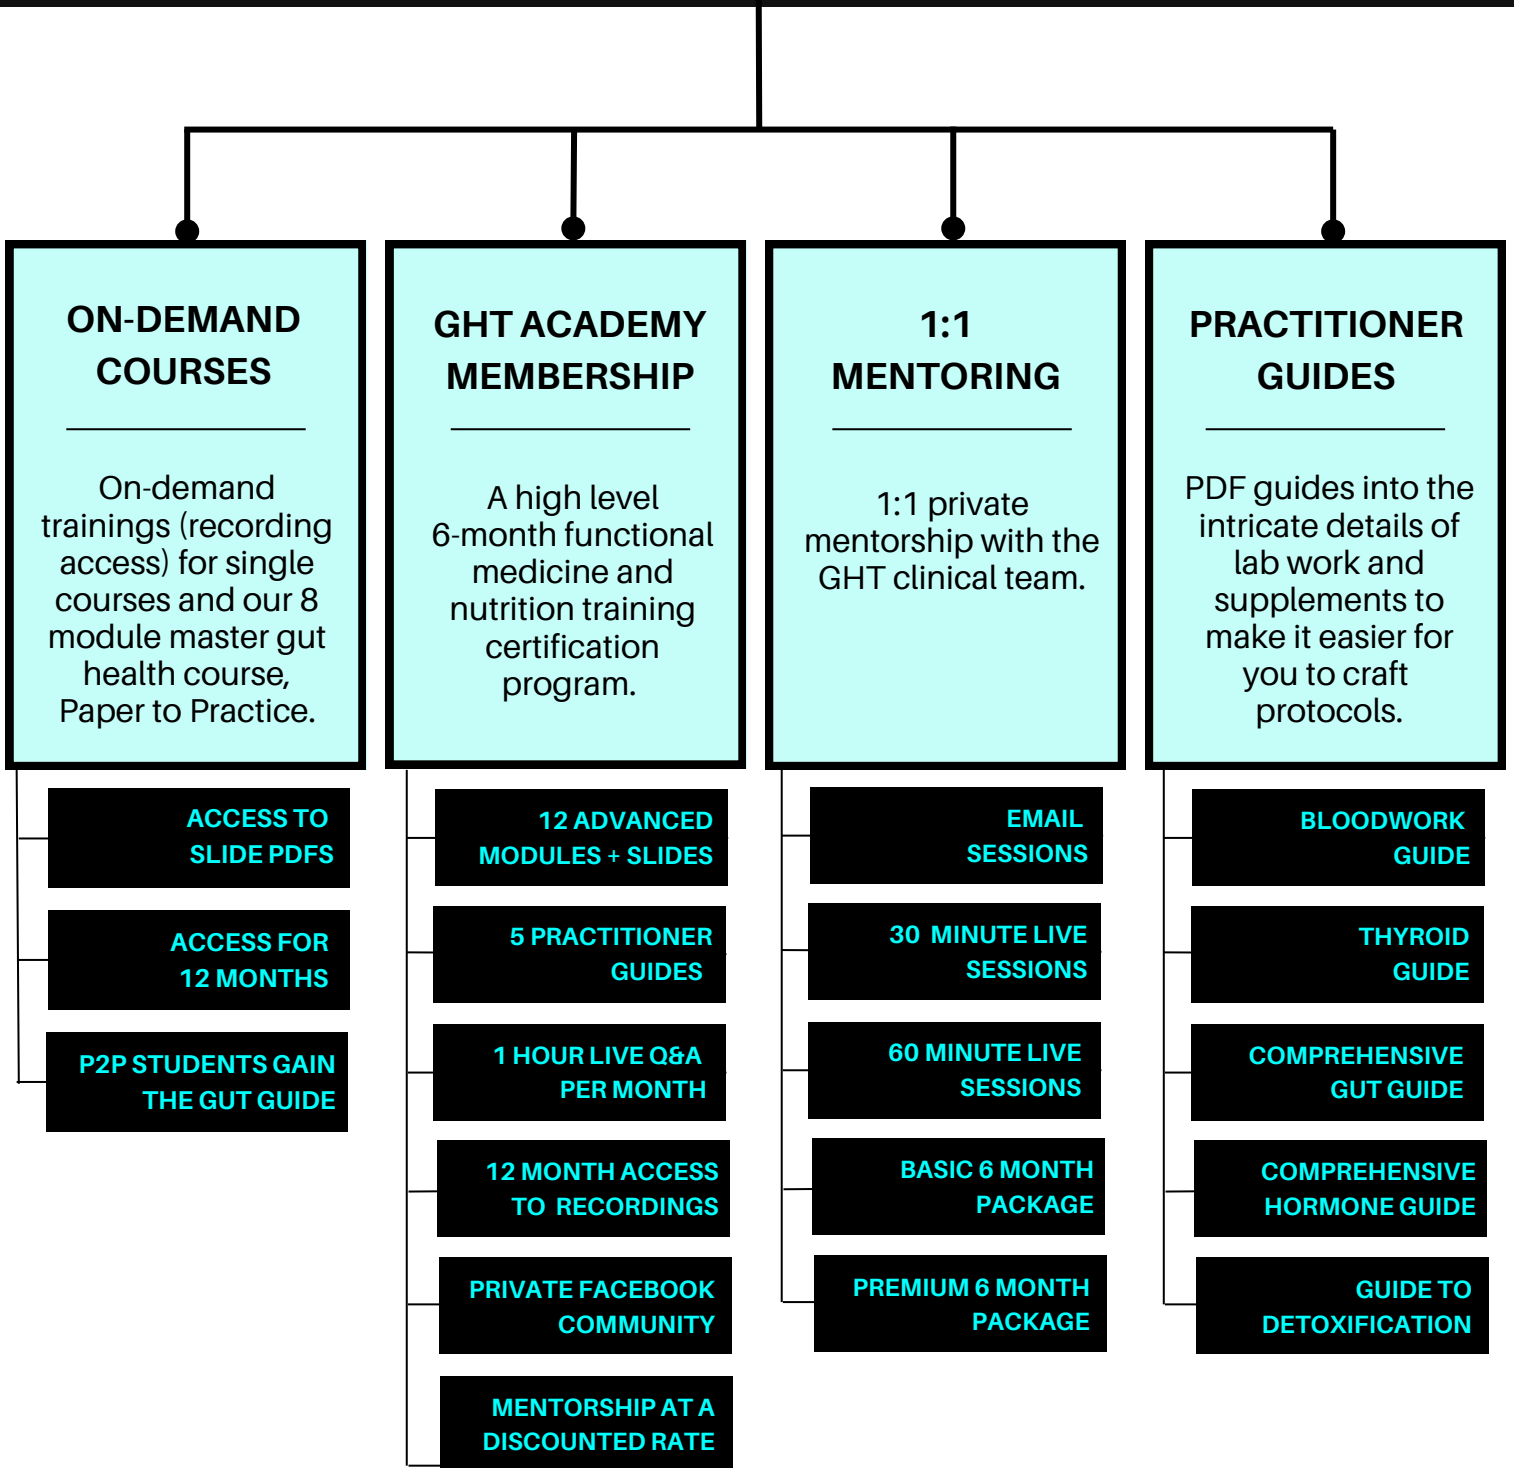 ON-DEMAND
COURSES
On-demand
trainings (recording
access) for single
courses and our 8
module master gut
health course,
Paper to Practice.
ACCESS TO
SLIDE PDFS
ACCESS FOR
12 MONTHS
P2P STUDENTS GAIN
THE GUT GUIDE
GHT ACADEMY
MEMBERSHIP
A high level
6-month functional
medicine and
nutrition training
certification
program.
12 ADVANCED
MODULES + SLIDES
5 PRACTITIONER
GUIDES
1 HOUR LIVE Q&A
PER MONTH
12 MONTH ACCESS
TO RECORDINGS
PRIVATE FACEBOOK
COMMUNITY
MENTORSHIP AT A
DISCOUNTED RATE
1:1
MENTORING
1:1 private
mentorship with the
GHT clinical team.
EMAIL
SESSIONS
30 MINUTE LIVE
SESSIONS
60 MINUTE LIVE
SESSIONS
BASIC 6 MONTH
PACKAGE
PREMIUM 6 MONTH
PACKAGE
PRACTITIONER
GUIDES
PDF guides into the
intricate details of
lab work and
supplements to
make it easier for
you to craft
protocols.
BLOODWORK
GUIDE
THYROID
GUIDE
COMPREHENSIVE
GUT GUIDE
COMPREHENSIVE
HORMONE GUIDE
GUIDE TO
DETOXIFICATION